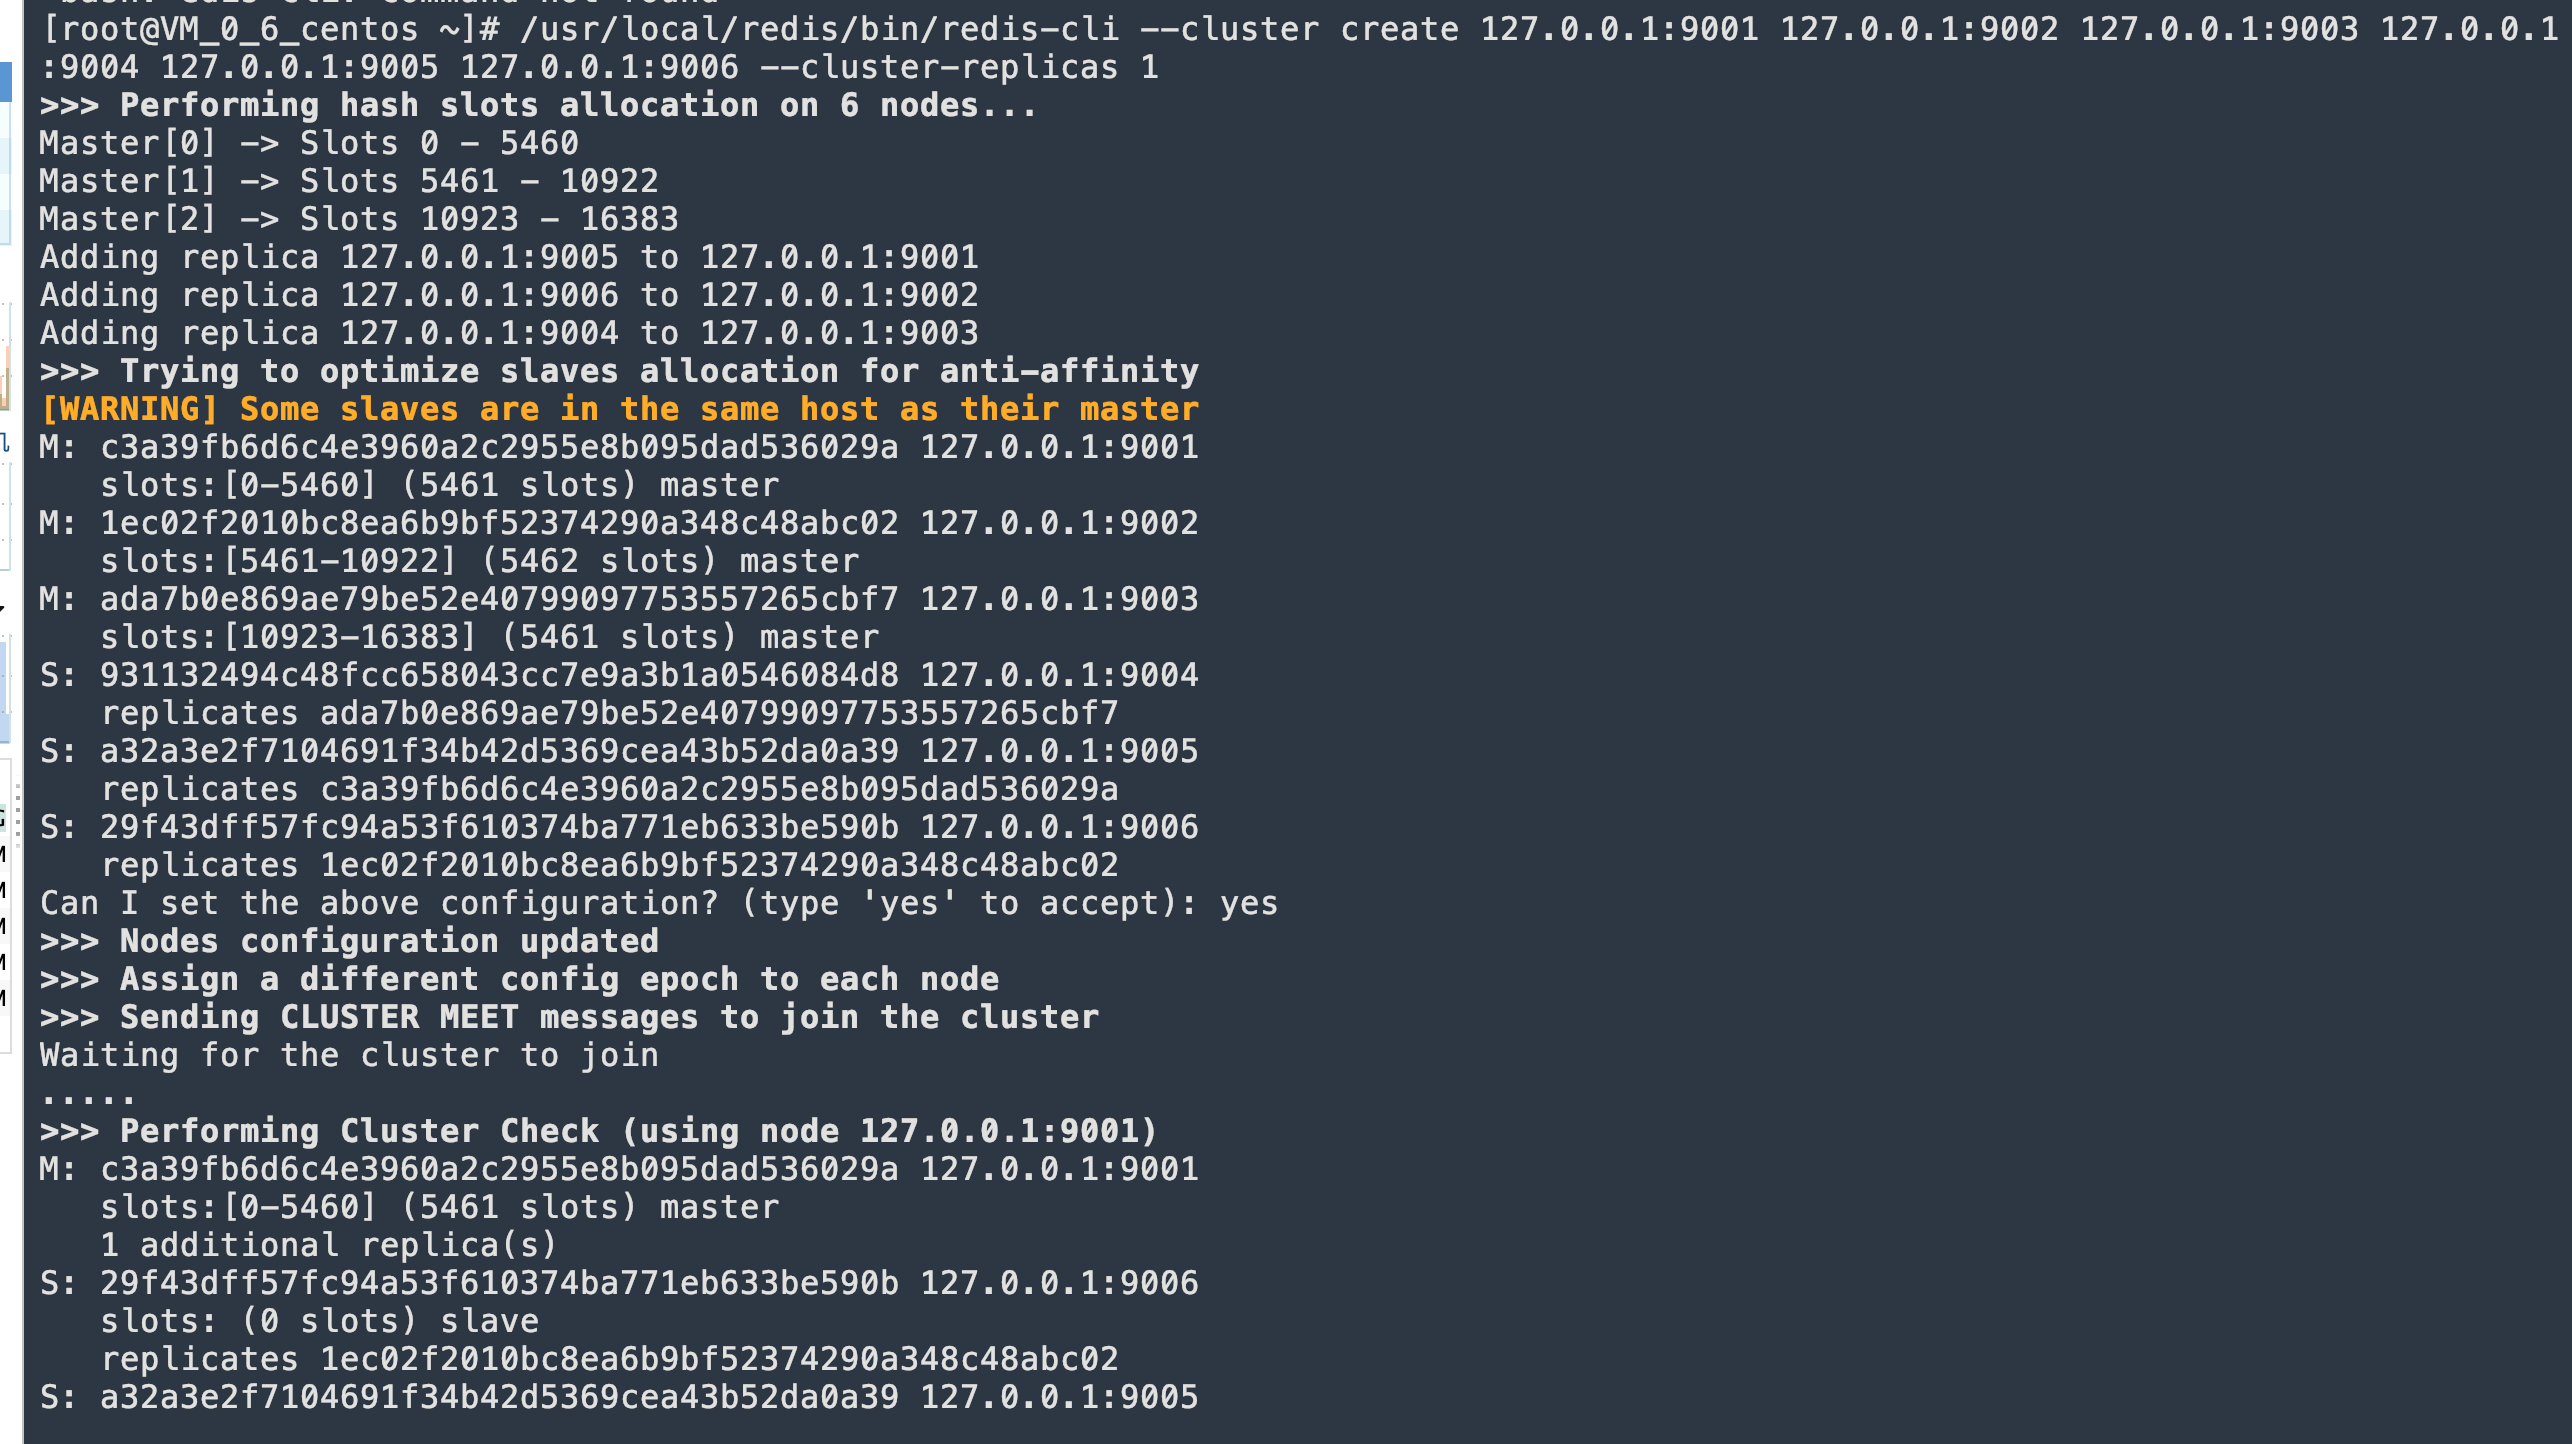 [root@VM_0_6_centos ~]# /usr/local/redis/bin/redis-cli --cluster create 127.0.0.1:9001 127.0.0.1:9002 127.0.0.1:9003 127.0.0.1
:9004 127.0.0.1:9005 127.0.0.1:9006 --cluster-replicas 1
>>> Performing hash slots allocation on 6 nodes...
Master[0] -> Slots 0 - 5460
Master[1] -> Slots 5461 - 10922
Master[2] -> Slots 10923 - 16383
Adding replica 127.0.0.1:9005 to 127.0.0.1:9001
Adding replica 127.0.0.1:9006 to 127.0.0.1:9002
Adding replica 127.0.0.1:9004 to 127.0.0.1:9003
>>> Trying to optimize slaves allocation for anti-affinity
[WARNING] Some slaves are in the same host as their master
M: c3a39fb6d6c4e3960a2c2955e8b095dad536029a 127.0.0.1:9001
   slots:[0-5460] (5461 slots) master
M: 1ec02f2010bc8ea6b9bf52374290a348c48abc02 127.0.0.1:9002
   slots:[5461-10922] (5462 slots) master
M: ada7b0e869ae79be52e40799097753557265cbf7 127.0.0.1:9003
   slots:[10923-16383] (5461 slots) master
S: 931132494c48fcc658043cc7e9a3b1a0546084d8 127.0.0.1:9004
   replicates ada7b0e869ae79be52e40799097753557265cbf7
S: a32a3e2f7104691f34b42d5369cea43b52da0a39 127.0.0.1:9005
   replicates c3a39fb6d6c4e3960a2c2955e8b095dad536029a
S: 29f43dff57fc94a53f610374ba771eb633be590b 127.0.0.1:9006
   replicates 1ec02f2010bc8ea6b9bf52374290a348c48abc02
Can I set the above configuration? (type 'yes' to accept): yes
>>> Nodes configuration updated
>>> Assign a different config epoch to each node
>>> Sending CLUSTER MEET messages to join the cluster
Waiting for the cluster to join
.....
>>> Performing Cluster Check (using node 127.0.0.1:9001)
M: c3a39fb6d6c4e3960a2c2955e8b095dad536029a 127.0.0.1:9001
   slots:[0-5460] (5461 slots) master
   1 additional replica(s)
S: 29f43dff57fc94a53f610374ba771eb633be590b 127.0.0.1:9006
   slots: (0 slots) slave
   replicates 1ec02f2010bc8ea6b9bf52374290a348c48abc02
S: a32a3e2f7104691f34b42d5369cea43b52da0a39 127.0.0.1:9005